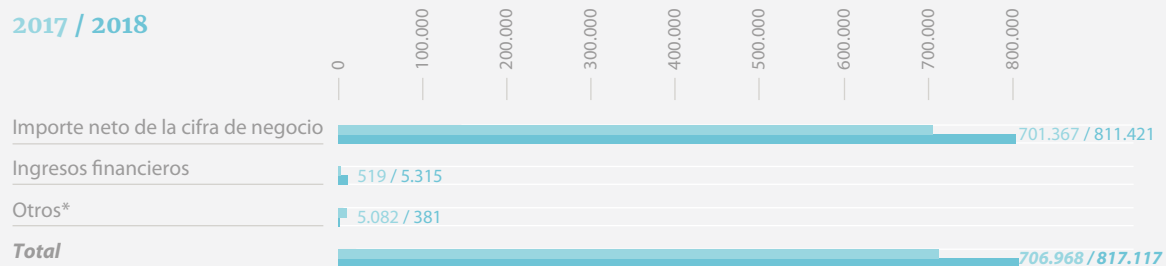 2017 / 2018
0 100.000 200.000 300.000 400.000 500.000 600.000 700.000 800.000
Importe neto de la cifra de negocio 701.367 / 811.421
Ingresos financieros 519 / 5.315
Otros* 5.082 / 381
Total 706.968 / 817.117